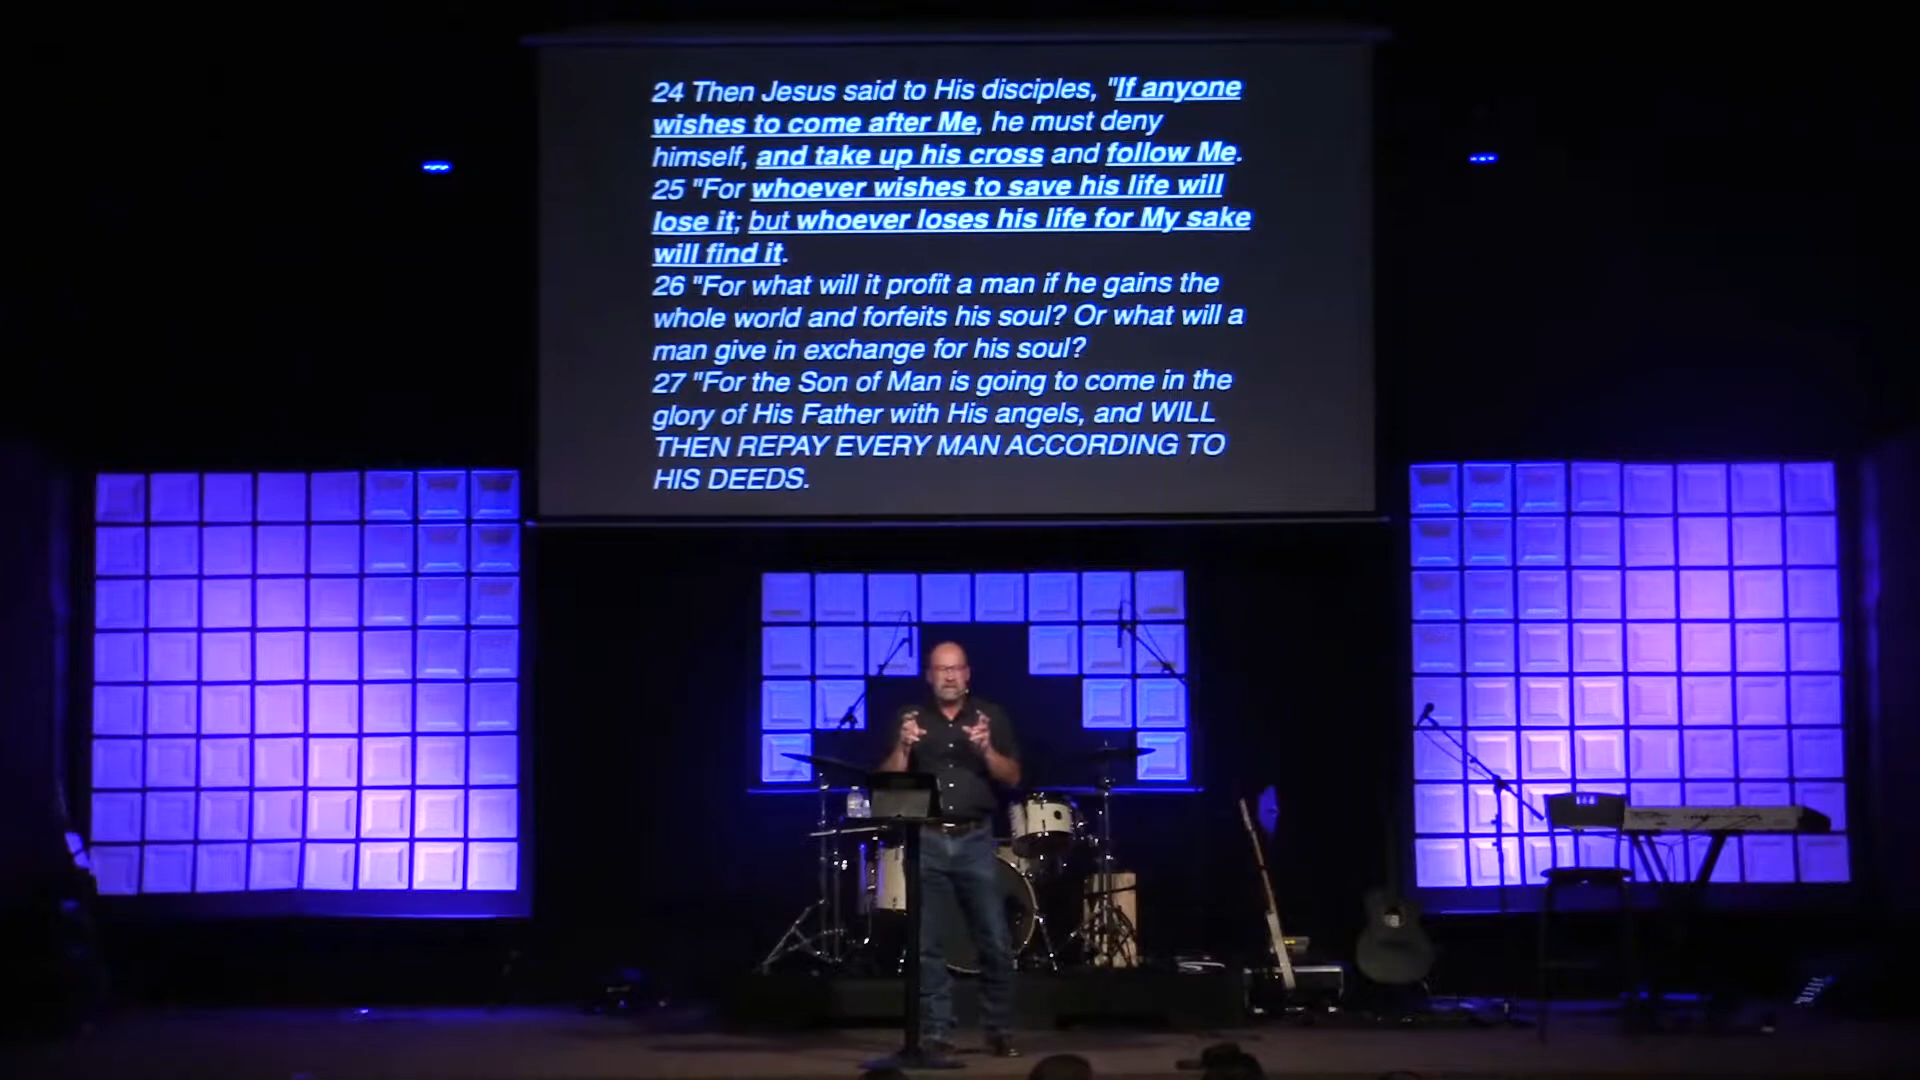 24 Then Jesus said to His disciples, "If anyone
wishes to come after Me, he must deny
himself, and take up his cross and follow Me.
25 "For whoever wishes to save his life will
lose it; but whoever loses his life for My sake
will find it.
26 "For what will it profit a man if he gains the
whole world and forfeits his soul? Or what will a
man give in exchange for his soul?
27 "For the Son of Man is going to come in the
glory of His Father with His angels, and WILL
THEN REPAY EVERY MAN ACCORDING TO
HIS DEEDS.